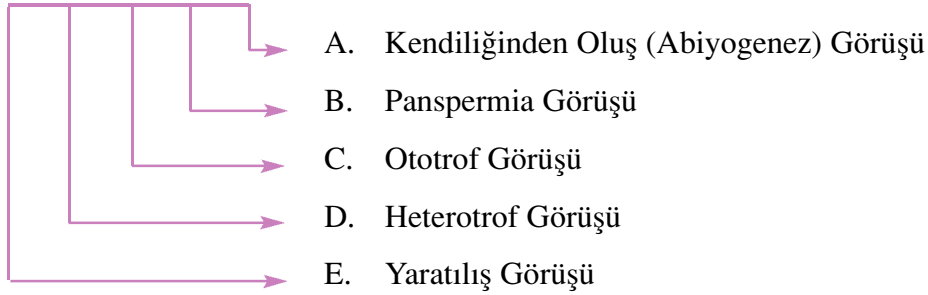 A. Kendiliğinden Oluş (Abiyogenez) Görüşü
B. Panspermia Görüşü
C. Ototrof Görüşü
D. Heterotrof Görüşü
E. Yaratılış Görüşü